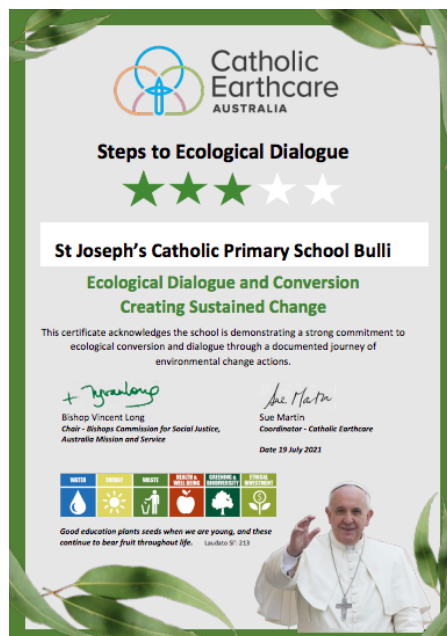 Catholic
Earthcare
AUSTRALIA
Steps to Ecological Dialogue
St Joseph's Catholic Primary School Bulli
Ecological Dialogue and Conversion
Creating Sustained Change
This certificate acknowledges the school is demonstrating a strong commitment to
ecological conversion and dialogue through a documented journey of
environmental change actions.
Bishop Vincent Long
Chair - Bishops Commission for Social Justice,
Australia Mission and Service
Sue Martin
Coordinator - Catholic Earthcare
Date 19 July 2021
WATER
ENERGY
WASTE
HEALTH &
WELL BEING
GREENING &
BIODIVERSITY
ETHICAL
INVESTMENT
Good education plants seeds when we are young, and these
continue to bear fruit throughout life. Laudato Si': 213